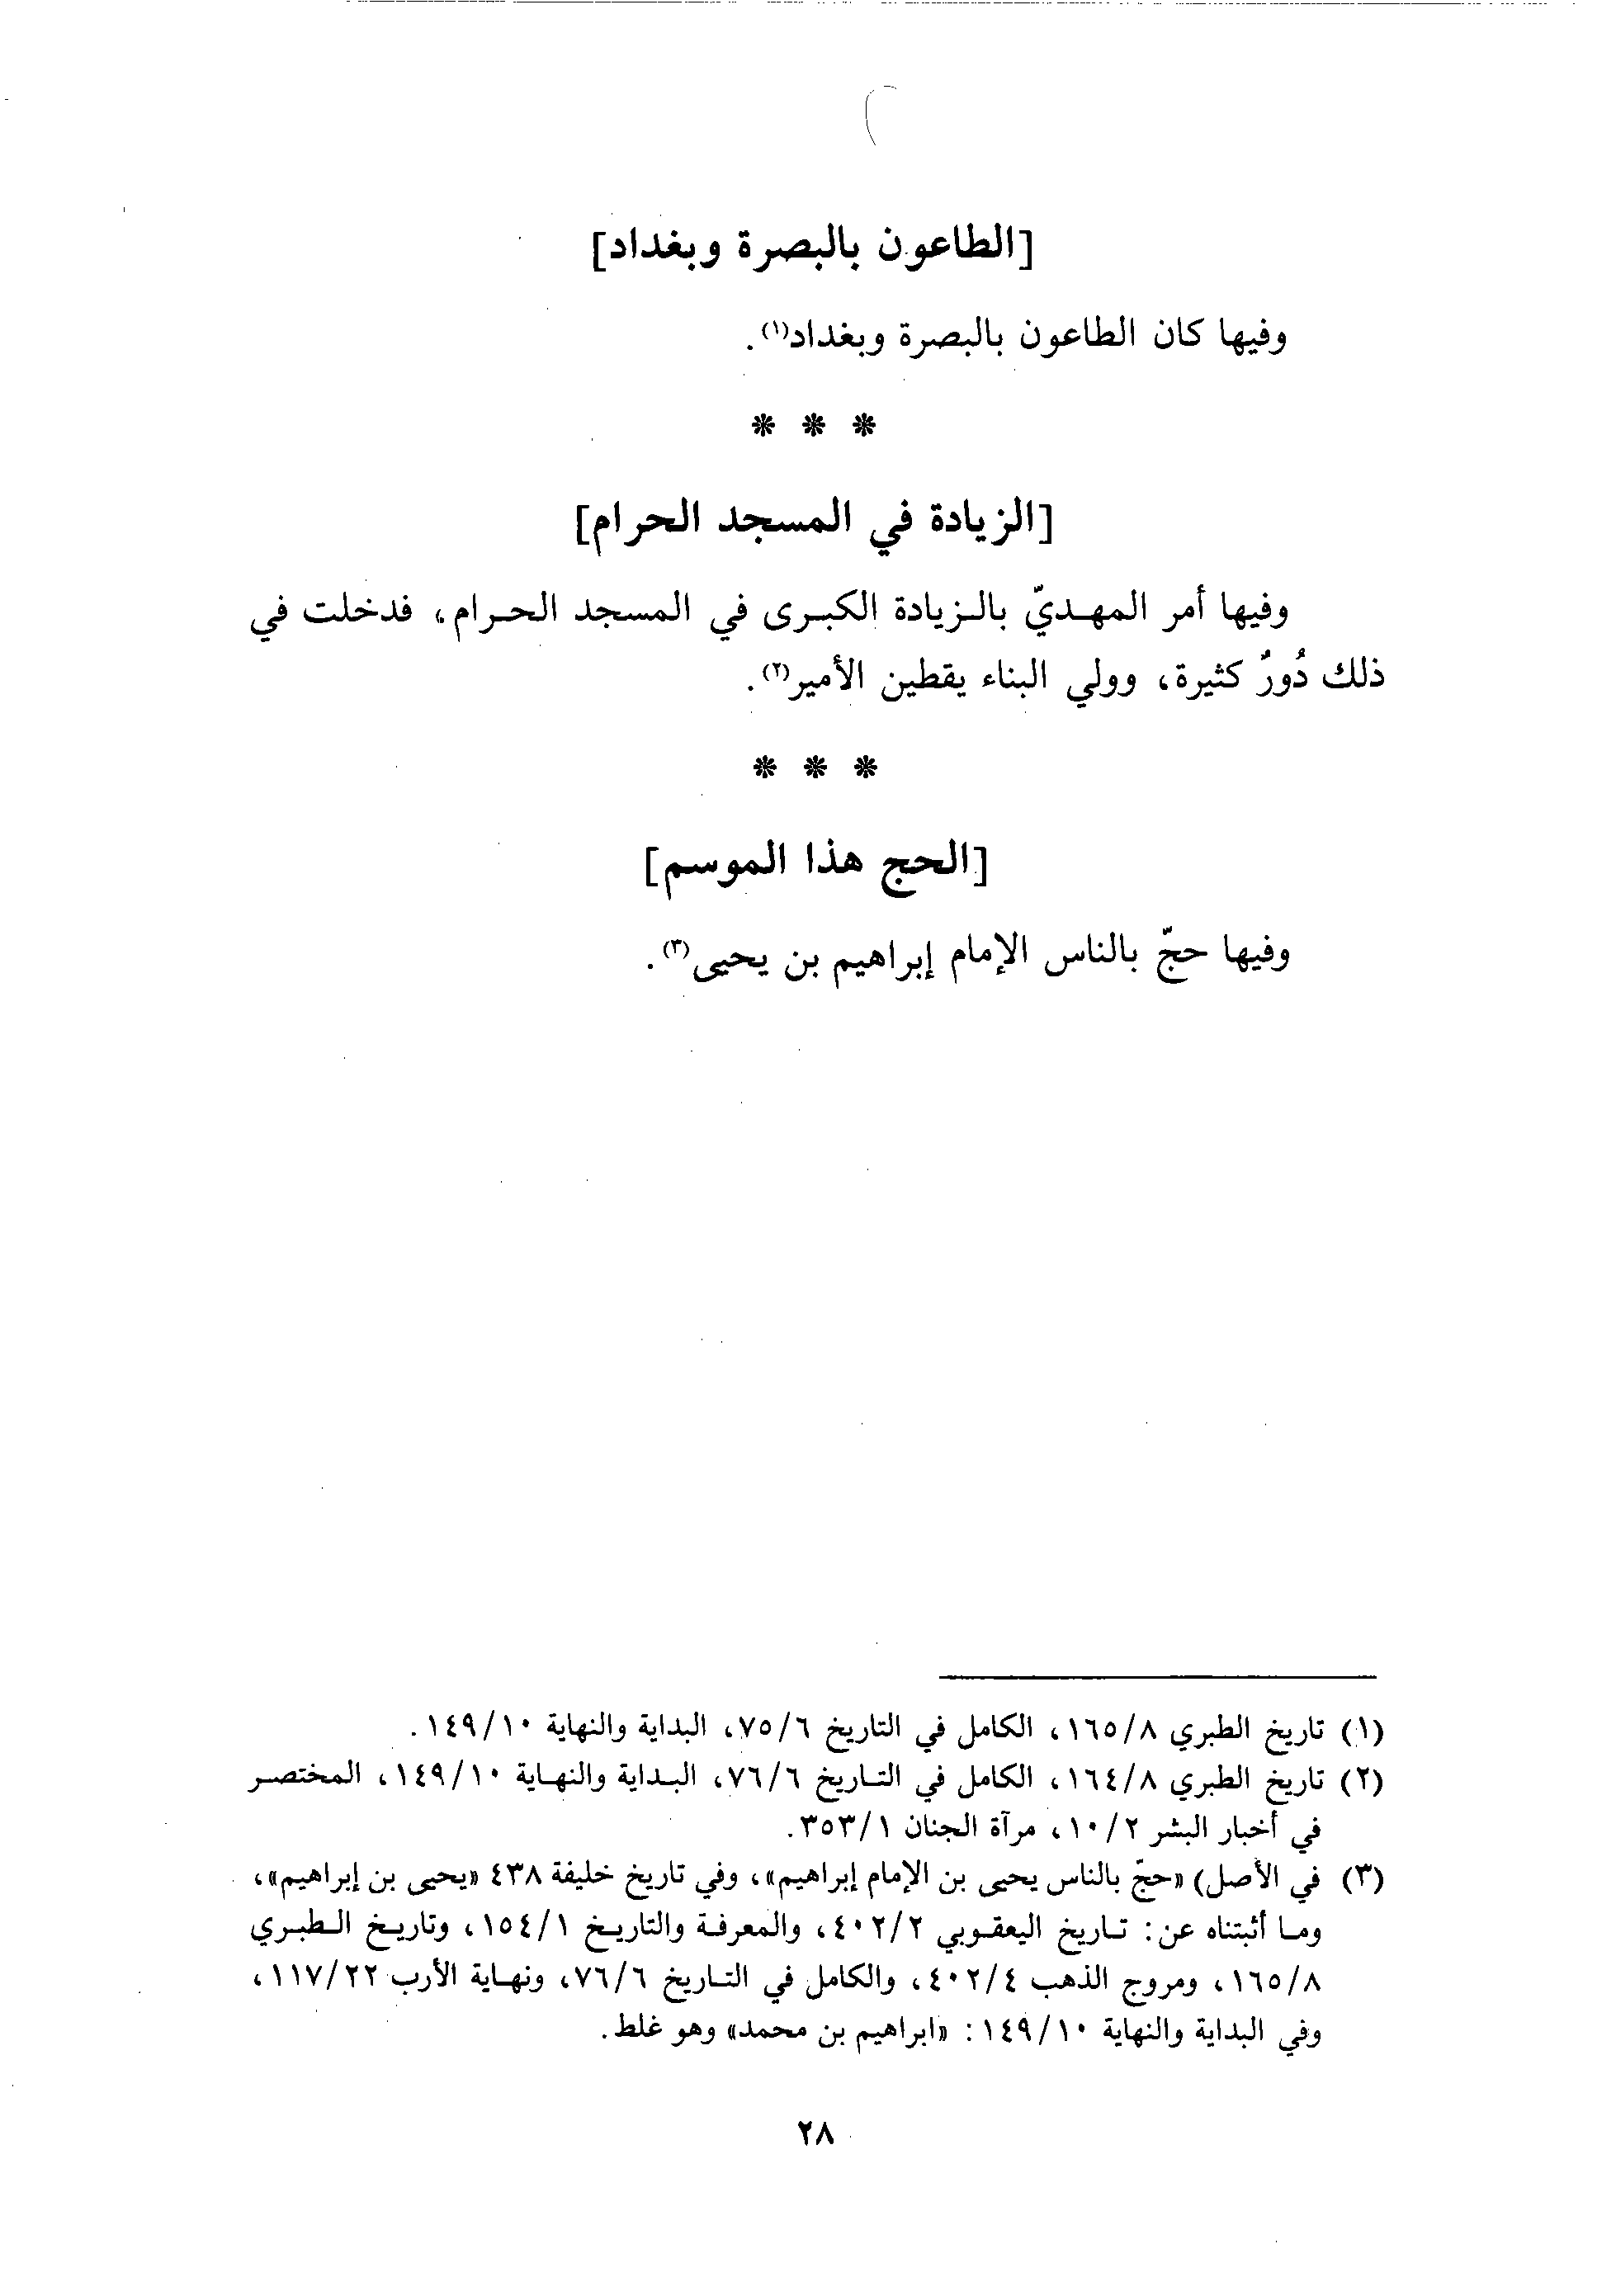 [الطاعون بالبصرة وبغداد]
وفيها كان الطاعون بالبصرة وبغداد(١).
* * *
[الزيادة في المسجد الحرام]
وفيها أمر المهديّ بالزيادة الكبرى في المسجد الحرام، فدخلت في
ذلك دُورٌ كثيرة، وولي البناء يقطين الأمير(٢).
* * *
[الحج هذا الموسم]
وفيها حجّ بالناس الإمام إبراهيم بن يحيى(٣).
(١) تاريخ الطبري ١٦٥/٨، الكامل في التاريخ ٧٥/٦، البداية والنهاية ١٤٩/١٠.
(٢) تاريخ الطبري ١٦٤/٨، الكامل في التاريخ ٧٦/٦، البداية والنهاية ١٤٩/١٠، المختصر
في أخبار البشر ١٠/٢، مرآة الجنان ٣٥٣/١.
(٣) في الأصل) «حجّ بالناس يحيى بن الإمام إبراهيم»، وفي تاريخ خليفة ٤٣٨ «يحيى بن إبراهيم»،
وما أثبتناه عن: تاريخ اليعقوبي ٤٠٢/٢، والمعرفة والتاريخ ١٥٤/١، وتاريخ الطبري
١٦٥/٨، ومروج الذهب ٤٠٢/٤، والكامل في التاريخ ٧٦/٦، ونهاية الأرب ١١٧/٢٢،
وفي البداية والنهاية ١٤٩/١٠: «ابراهيم بن محمد» وهو غلط.
٢٨